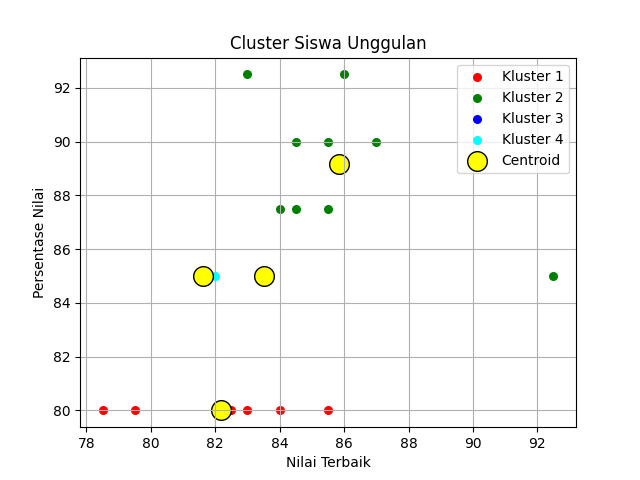 Cluster Siswa Unggulan
Persentase Nilai
92
90
88
86
84
82
80
78 80 82 84 86 88 90 92
Nilai Terbaik
Kluster 1
Kluster 2
Kluster 3
Kluster 4
Centroid